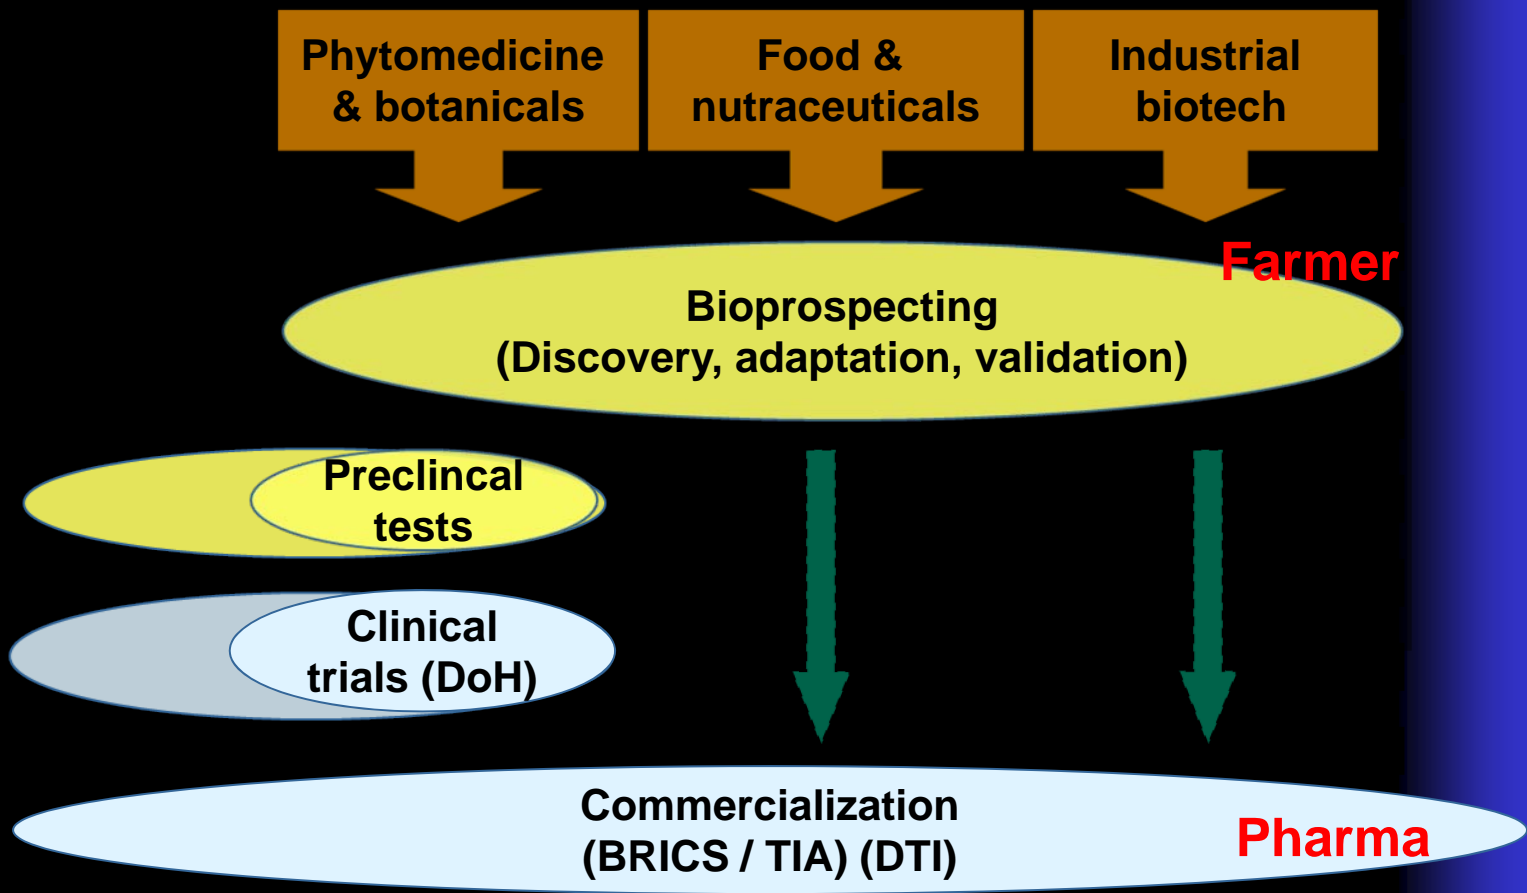 Phytomedicine
& botanicals
Food &
nutraceuticals
Industrial
biotech
Farmer
Bioprospecting
(Discovery, adaptation, validation)
Preclincal
tests
Clinical
trials (DoH)
Commercialization
(BRICS / TIA) (DTI)
Pharma